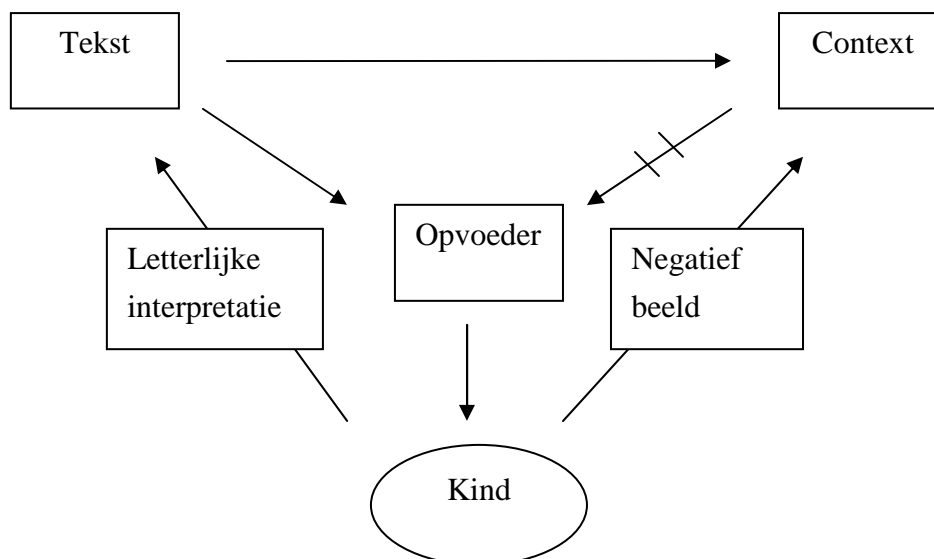 Tekst
Context
Opvoeder
Letterlijke
interpretatie
Negatief
beeld
Kind